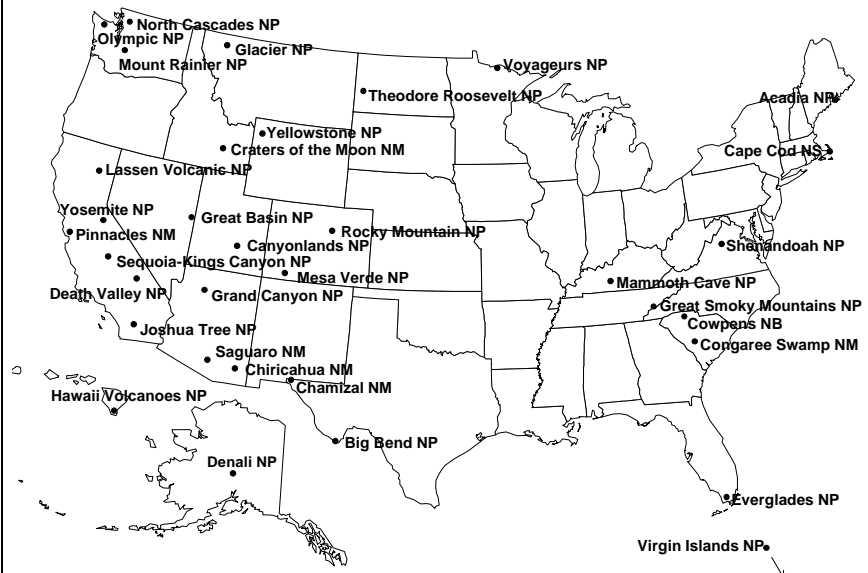 North Cascades NP
Olympic NP
Glacier NP
Mount Rainier NP
Voyageurs NP
Theodore Roosevelt NP
Acadia NP
Yellowstone NP
Craters of the Moon NM
Cape Cod NS
Lassen Volcanic NP
Yosemite NP
Great Basin NP
Pinnacles NM
Rocky Mountain NP
Canyonlands NP
Shenandoah NP
Sequoia-Kings Canyon NP
Mesa Verde NP
Mammoth Cave NP
Death Valley NP
Grand Canyon NP
Great Smoky Mountains NP
Cowpens NB
Joshua Tree NP
Congaree Swamp NM
Saguaro NM
Chiricahua NM
Chamizal NM
Hawaii Volcanoes NP
Big Bend NP
Denali NP
Everglades NP
Virgin Islands NP